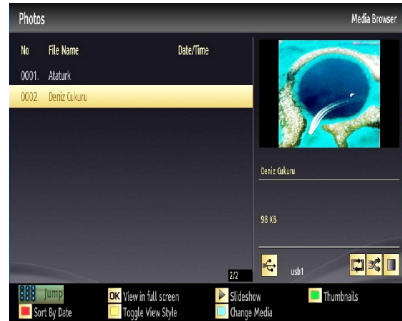 Photos Media Browser
No File Name Date/Time
0001. Ataturk
0002. Deniz Cukuru
Deniz Cukuru
98 KB
2/2
usb1
Jump OK View in full screen Slideshow Thumbnails
Sort By Date Toggle View Style Change Media